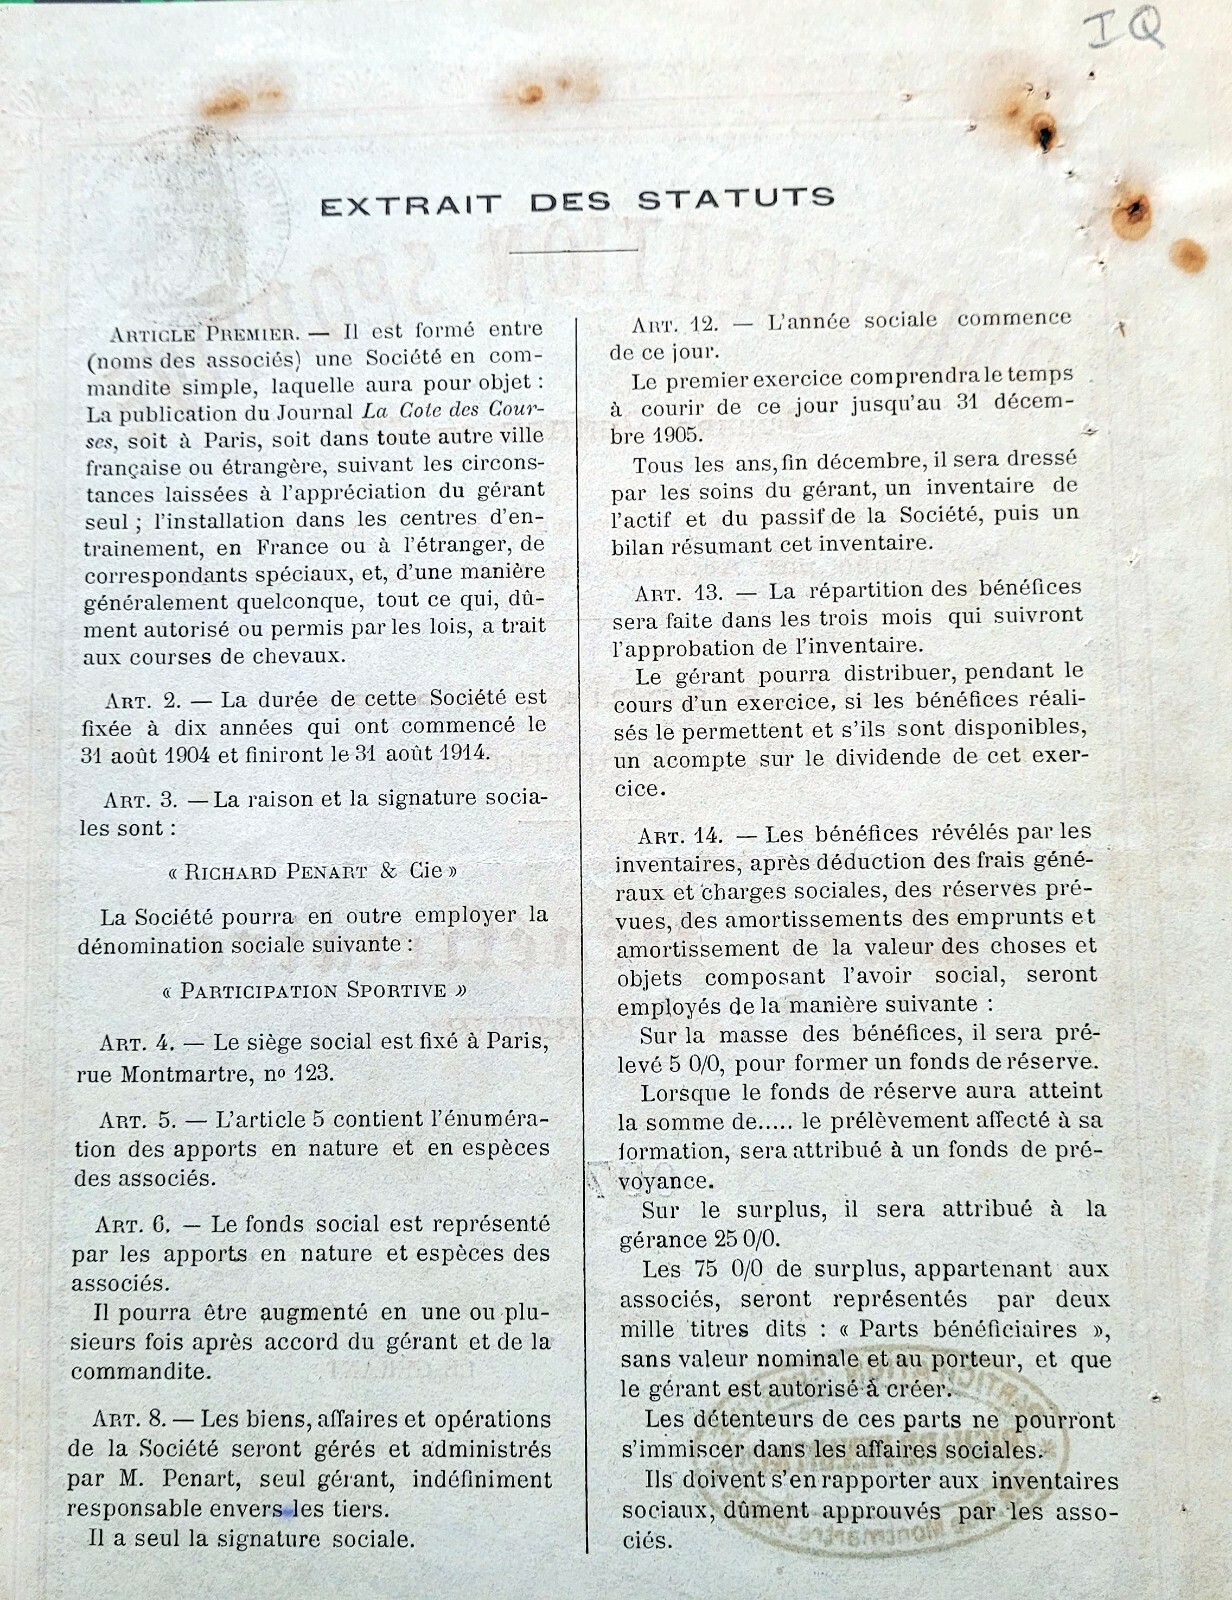 IQ
EXTRAIT DES STATUTS
ARTICLE PREMIER. — Il est formé entre
(noms des associés) une Société en com-
mandite simple, laquelle aura pour objet :
La publication du Journal La Cote des Cour-
ses, soit à Paris, soit dans toute autre ville
française ou étrangère, suivant les circons-
tances laissées à l'appréciation du gérant
seul ; l'installation dans les centres d'en-
trainement, en France ou à l'étranger, de
correspondants spéciaux, et, d'une manière
généralement quelconque, tout ce qui, dû-
ment autorisé ou permis par les lois, a trait
aux courses de chevaux.
ART. 2. — La durée de cette Société est
fixée à dix années qui ont commencé le
31 août 1904 et finiront le 31 août 1914.
ART. 3. — La raison et la signature socia-
les sont :
« RICHARD PENART & Cie »
La Société pourra en outre employer la
dénomination sociale suivante :
« PARTICIPATION SPORTIVE »
ART. 4. — Le siège social est fixé à Paris,
rue Montmartre, no 123.
ART. 5. — L'article 5 contient l'énuméra-
tion des apports en nature et en espèces
des associés.
ART. 6. — Le fonds social est représenté
par les apports en nature et espèces des
associés.
Il pourra être augmenté en une ou plu-
sieurs fois après accord du gérant et de la
commandite.
ART. 8. — Les biens, affaires et opérations
de la Société seront gérés et administrés
par M. Penart, seul gérant, indéfiniment
responsable envers les tiers.
Il a seul la signature sociale.
ART. 12. — L'année sociale commence
de ce jour.
Le premier exercice comprendra le temps
à courir de ce jour jusqu'au 31 décem-
bre 1905.
Tous les ans, fin décembre, il sera dressé
par les soins du gérant, un inventaire de
l'actif et du passif de la Société, puis un
bilan résumant cet inventaire.
ART. 13. — La répartition des bénéfices
sera faite dans les trois mois qui suivront
l'approbation de l'inventaire.
Le gérant pourra distribuer, pendant le
cours d'un exercice, si les bénéfices réali-
sés le permettent et s'ils sont disponibles,
un acompte sur le dividende de cet exer-
cice.
ART. 14. — Les bénéfices révélés par les
inventaires, après déduction des frais géné-
raux et charges sociales, des réserves pré-
vues, des amortissements des emprunts et
amortissement de la valeur des choses et
objets composant l'avoir social, seront
employés de la manière suivante :
Sur la masse des bénéfices, il sera pré-
levé 5 0/0, pour former un fonds de réserve.
Lorsque le fonds de réserve aura atteint
la somme de..... le prélèvement affecté à sa
formation, sera attribué à un fonds de pré-
voyance.
Sur le surplus, il sera attribué à la
gérance 25 0/0.
Les 75 0/0 de surplus, appartenant aux
associés, seront représentés par deux
mille titres dits : « Parts bénéficiaires »,
sans valeur nominale et au porteur, et que
le gérant est autorisé à créer.
Les détenteurs de ces parts ne pourront
s'immiscer dans les affaires sociales.
Ils doivent s'en rapporter aux inventaires
sociaux, dûment approuvés par les asso-
ciés.